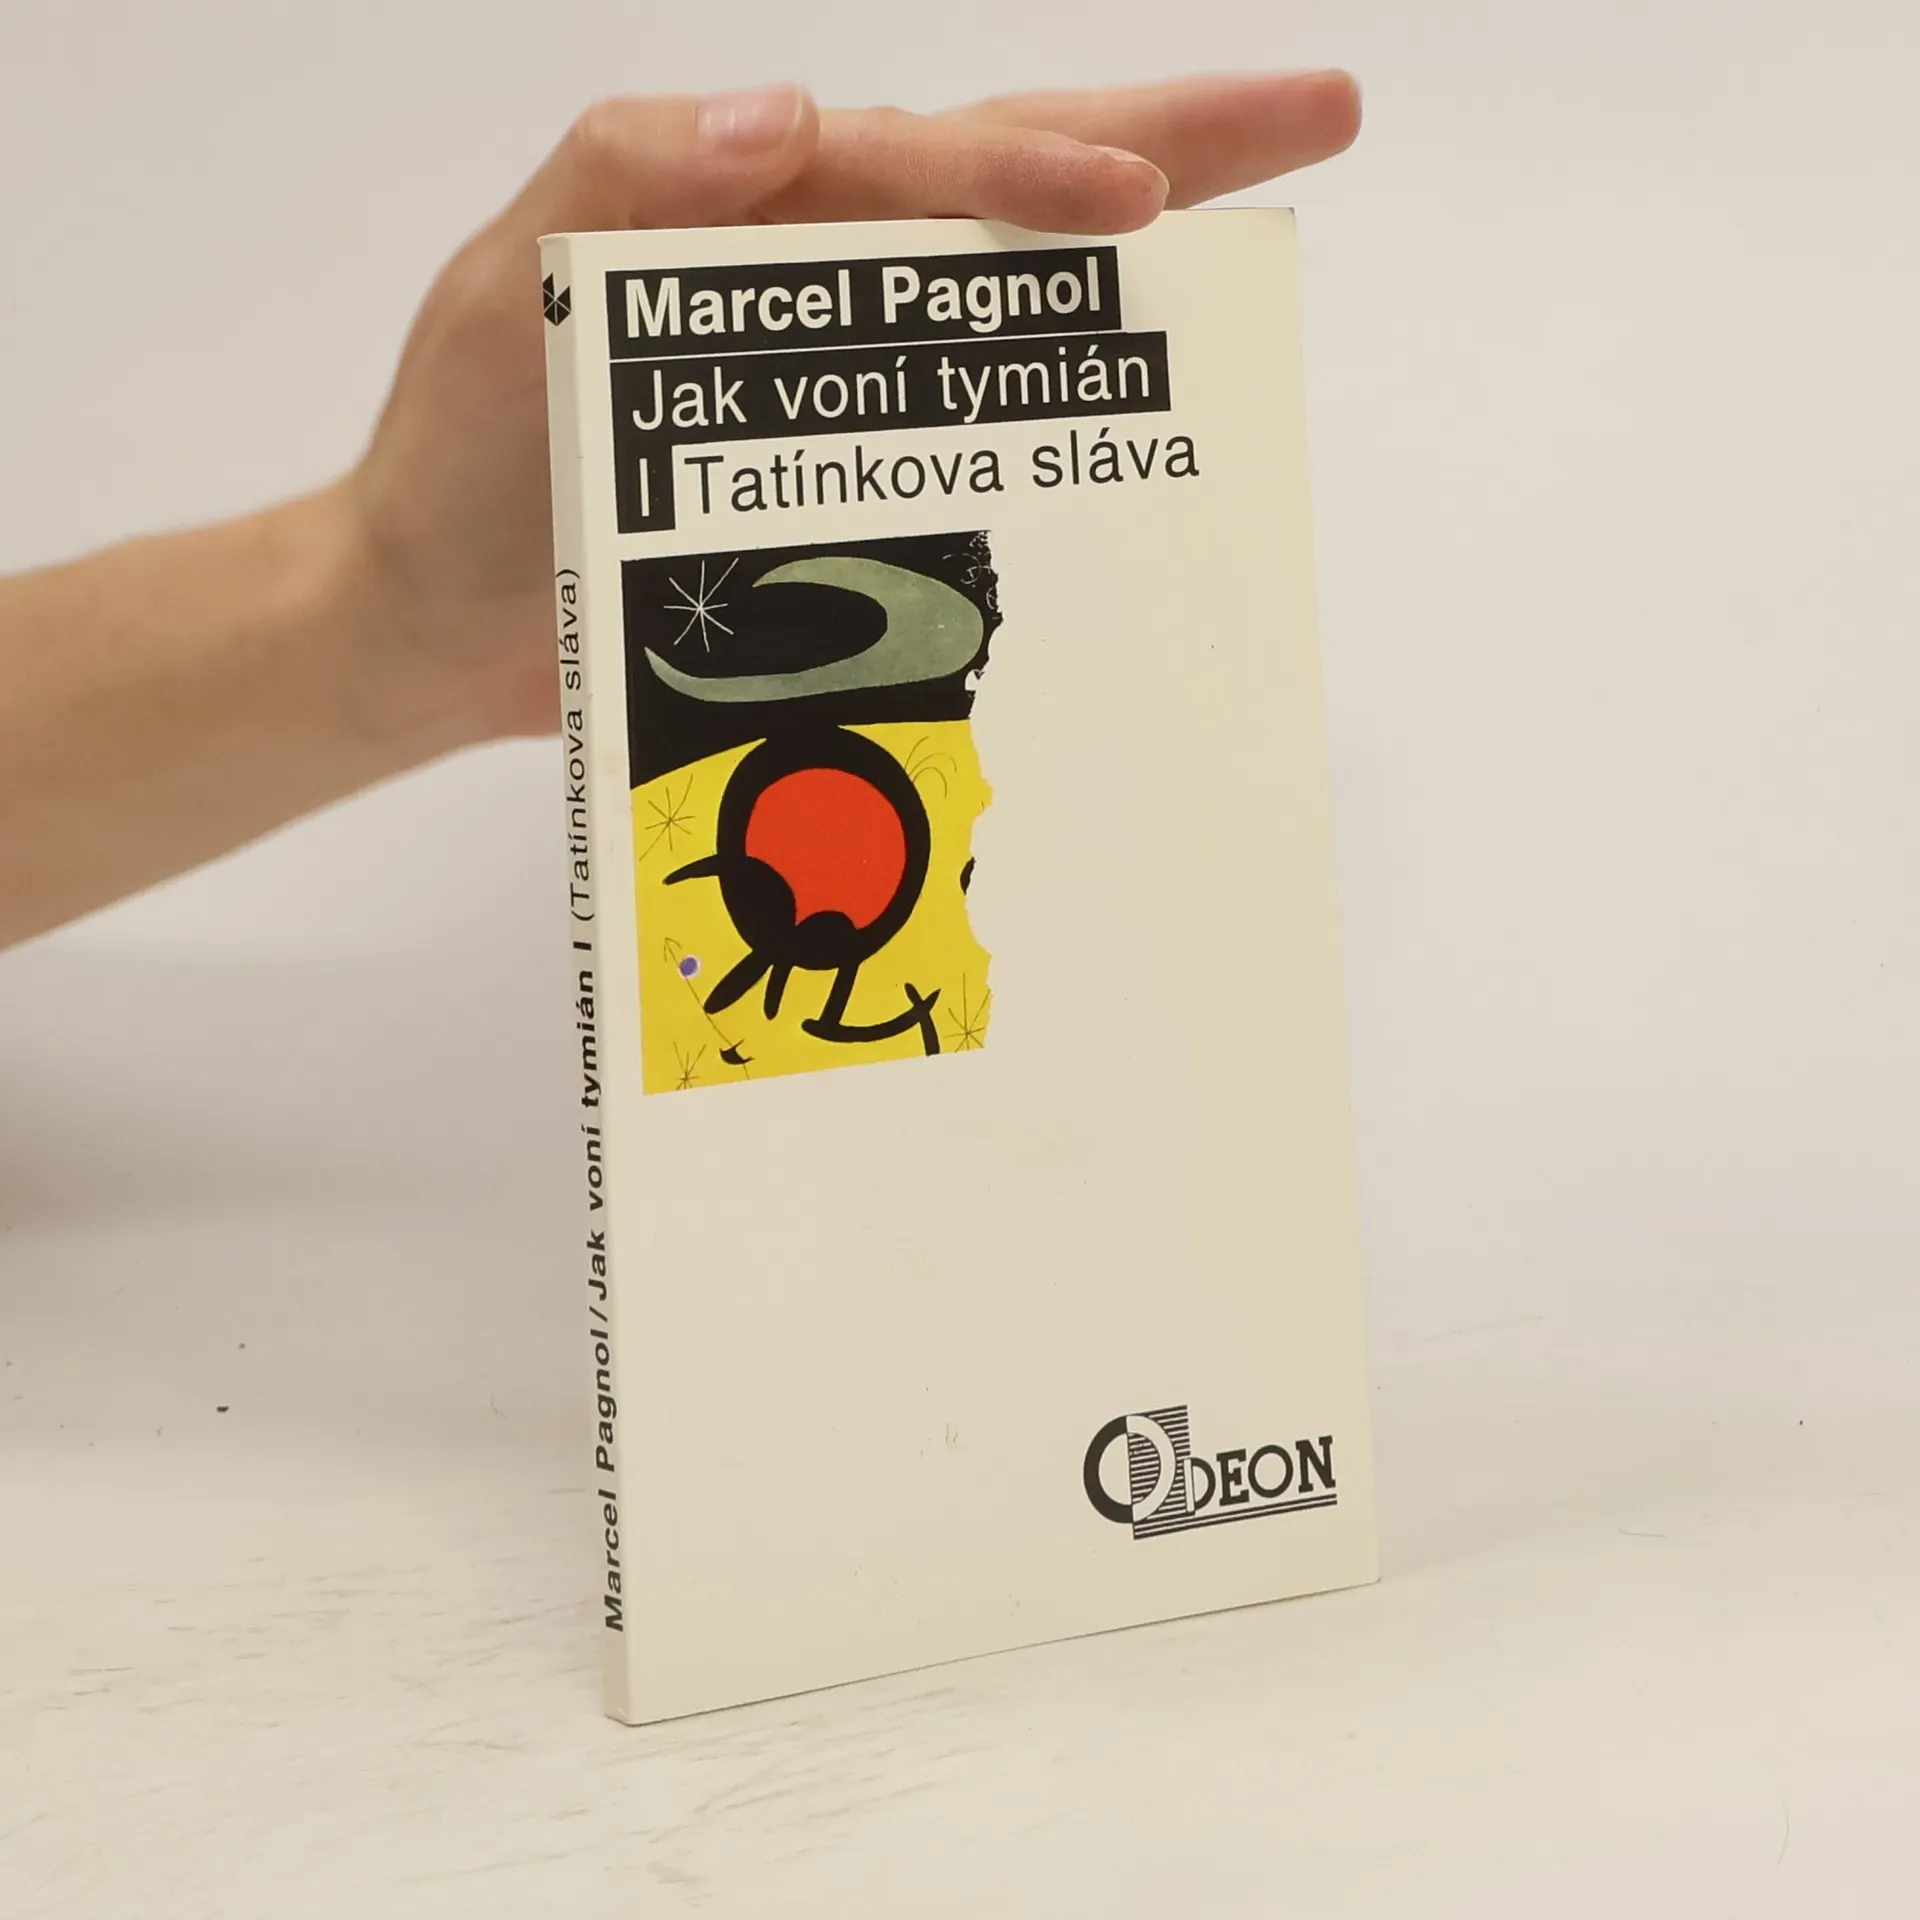 Marcel Pagnol
Jak voní tymián
I Tatínkova sláva
Marcel Pagnol/Jak voní tymián I (Tatínkova sláva)
ODEON